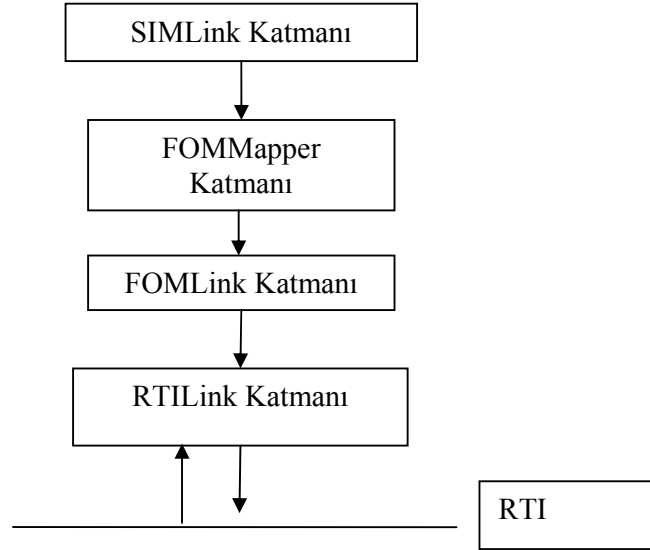 SIMLink Katmanı
FOMMapper
Katmanı
FOMLink Katmanı
RTILink Katmanı
RTI